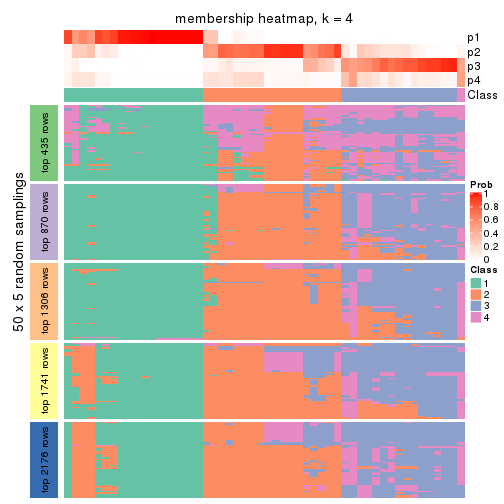 membership heatmap, k = 4
p1
p2
p3
p4
Class
50 x 5 random samplings
top 435 rows
top 870 rows
top 1306 rows
top 1741 rows
top 2176 rows
Prob
1
0.8
0.6
0.4
0.2
0
Class
1
2
3
4